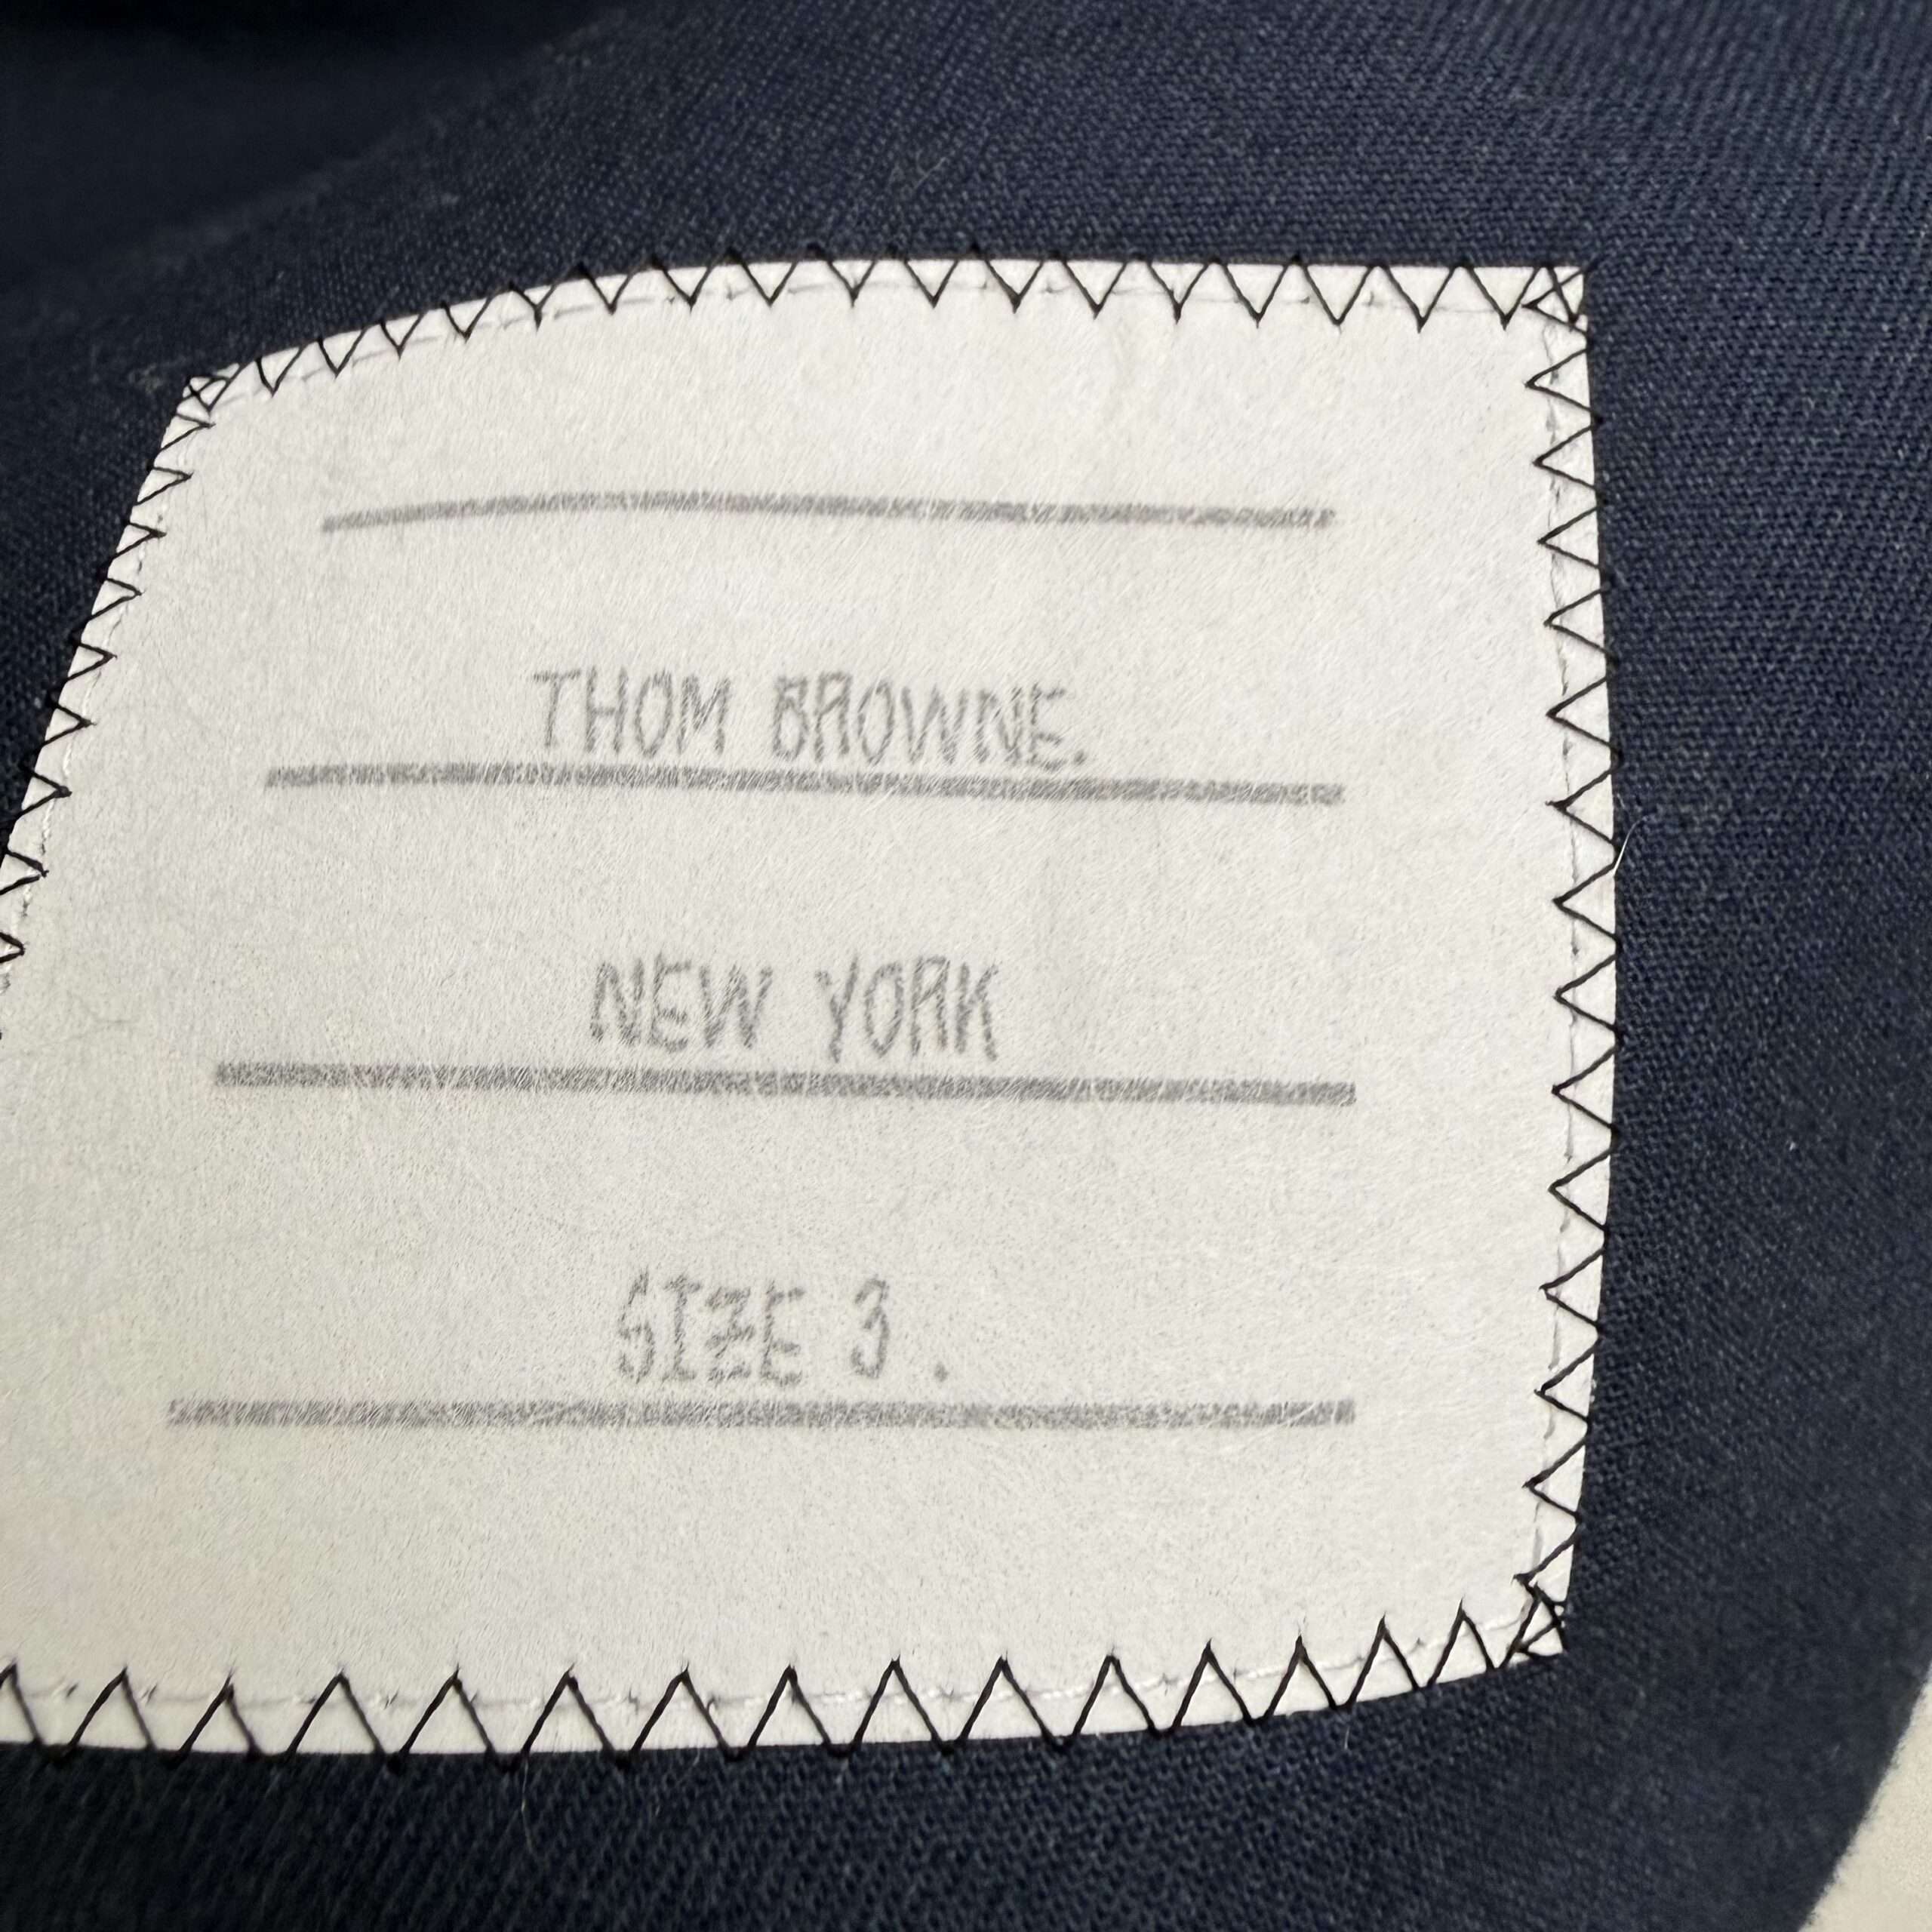 THOM BROWNE.
NEW YORK
SIZE 3 .